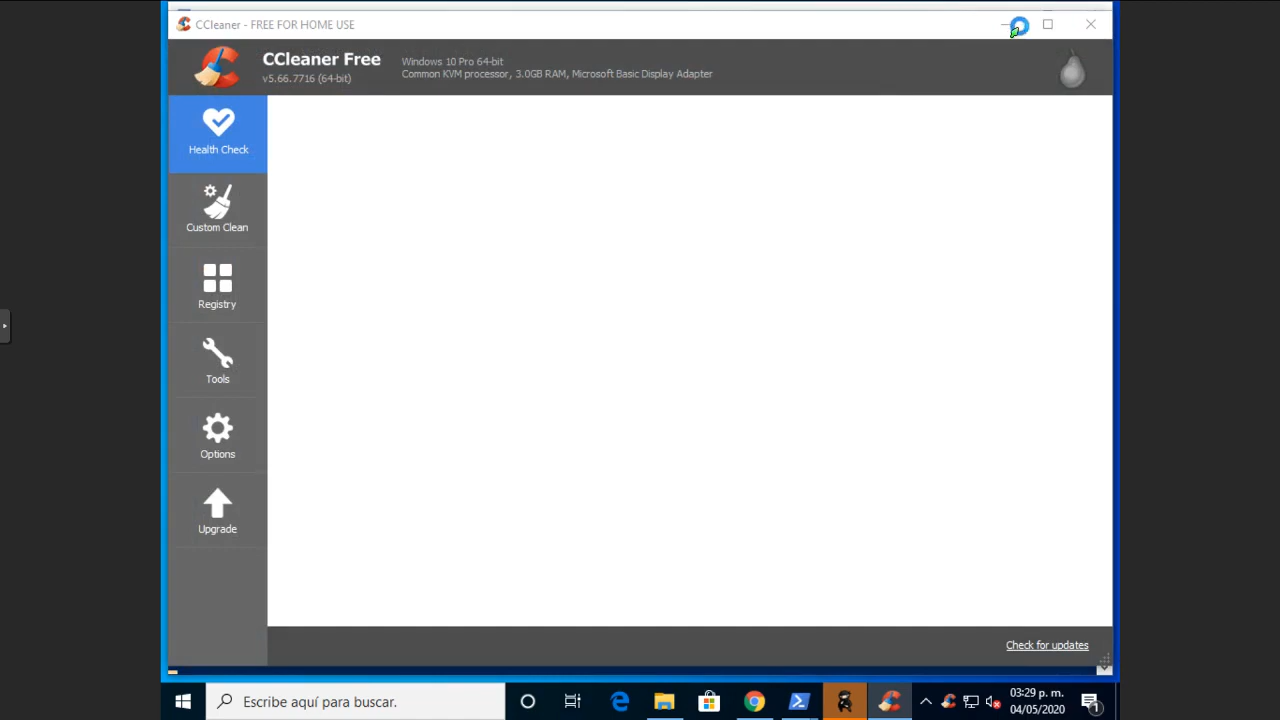 CCleaner - FREE FOR HOME USE
CCleaner Free
v5.66.7716 (64-bit)
Windows 10 Pro 64-bit
Common KVM processor, 3.0GB RAM, Microsoft Basic Display Adapter
Health Check
Custom Clean
Registry
Tools
Options
Upgrade
Check for updates
Escribe aquí para buscar.
03:29 p. m.
04/05/2020
1